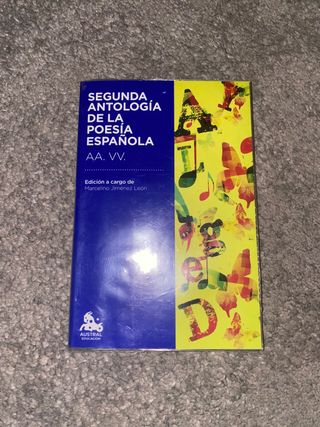 SEGUNDA
ANTOLOGÍA
DE LA
POESÍA
ESPAÑOLA
AA. VV.
Edición a cargo de
Marcelino Jiménez León
AUSTRAL
EDUCACIÓN